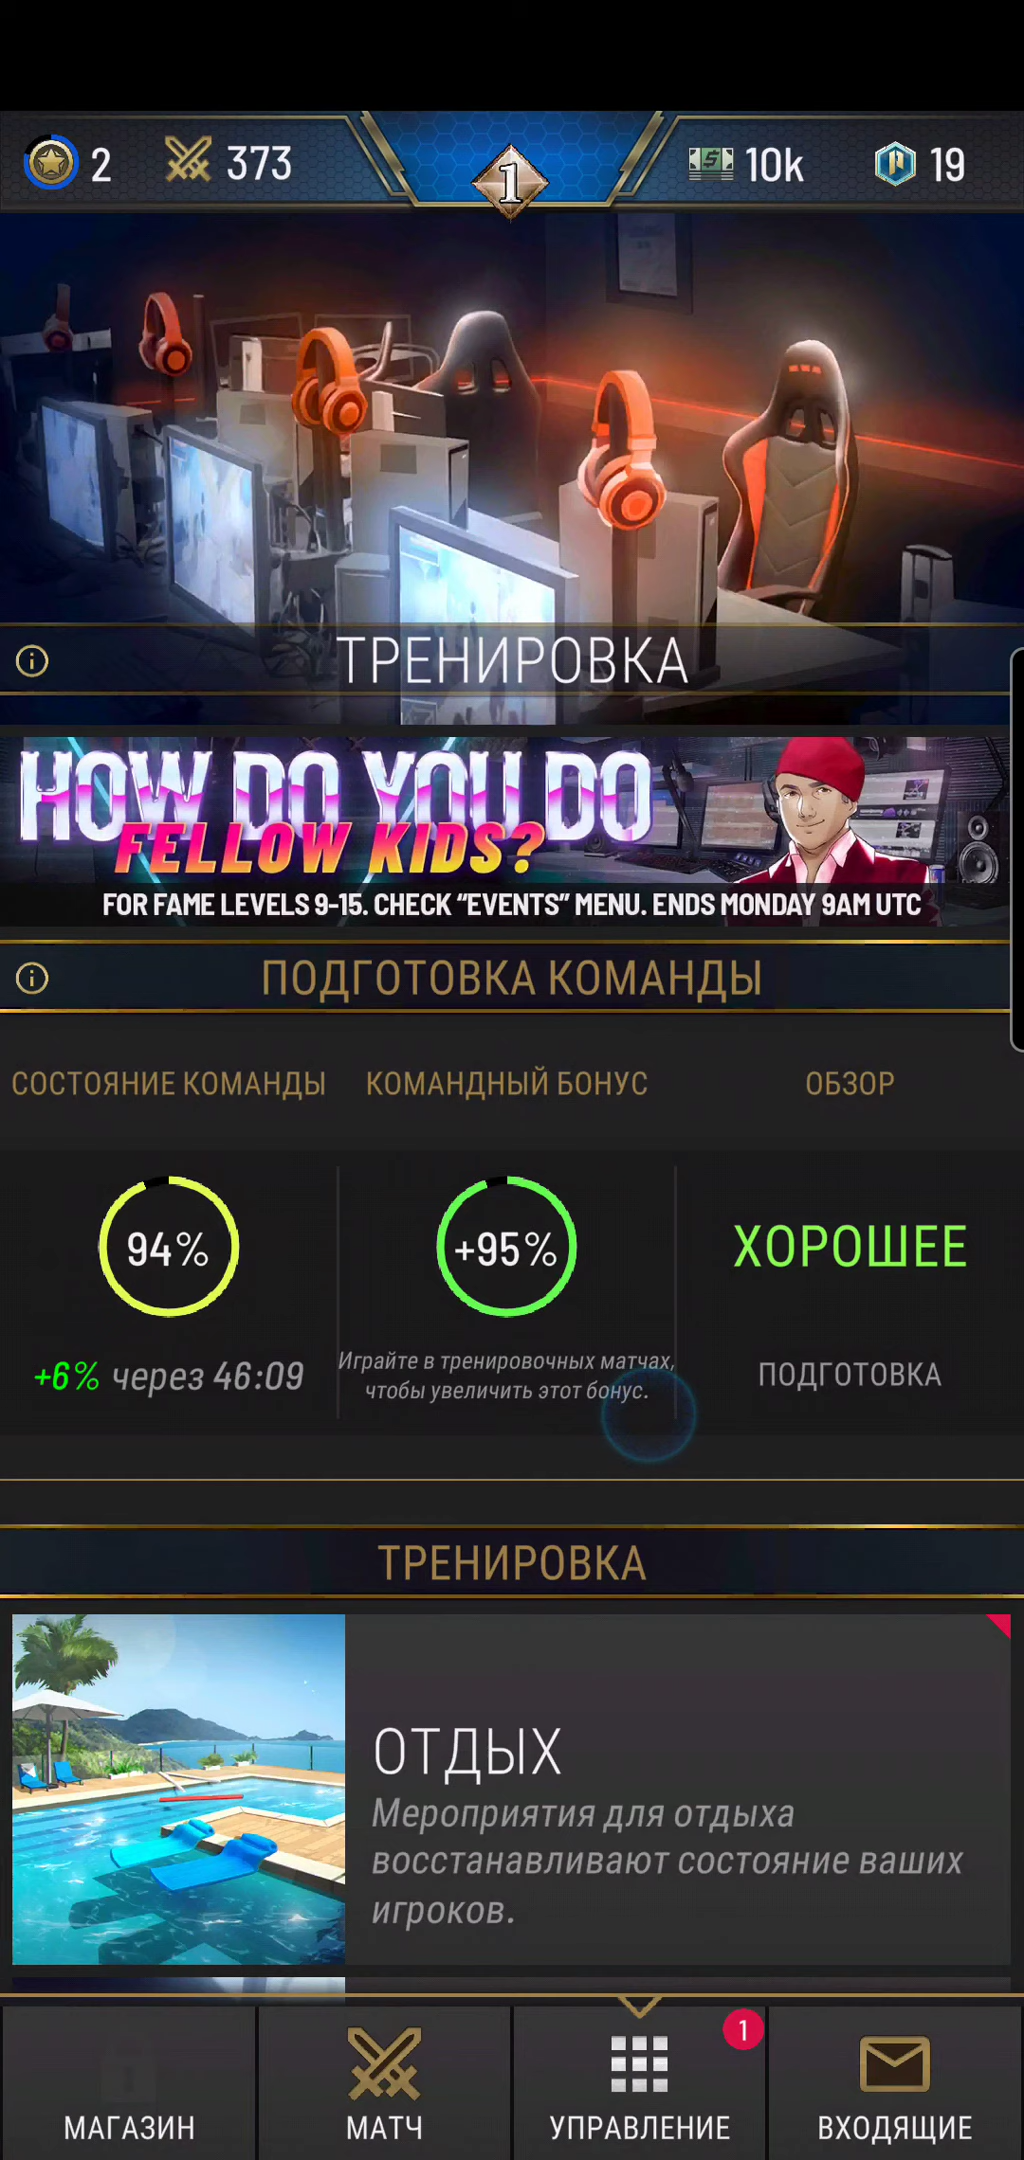 2
373
1
10k
19
ТРЕНИРОВКА
HOW DO YOU DO
FELLOW KIDS?
FOR FAME LEVELS 9-15. CHECK “EVENTS” MENU. ENDS MONDAY 9AM UTC
ПОДГОТОВКА КОМАНДЫ
СОСТОЯНИЕ КОМАНДЫ
КОМАНДНЫЙ БОНУС
ОБЗОР
94%
+95%
ХОРОШЕЕ
+6% через 46:09
Играйте в тренировочных матчах,
чтобы увеличить этот бонус.
ПОДГОТОВКА
ТРЕНИРОВКА
ОТДЫХ
Мероприятия для отдыха
восстанавливают состояние ваших
игроков.
1
МАГАЗИН
МАТЧ
УПРАВЛЕНИЕ
ВХОДЯЩИЕ